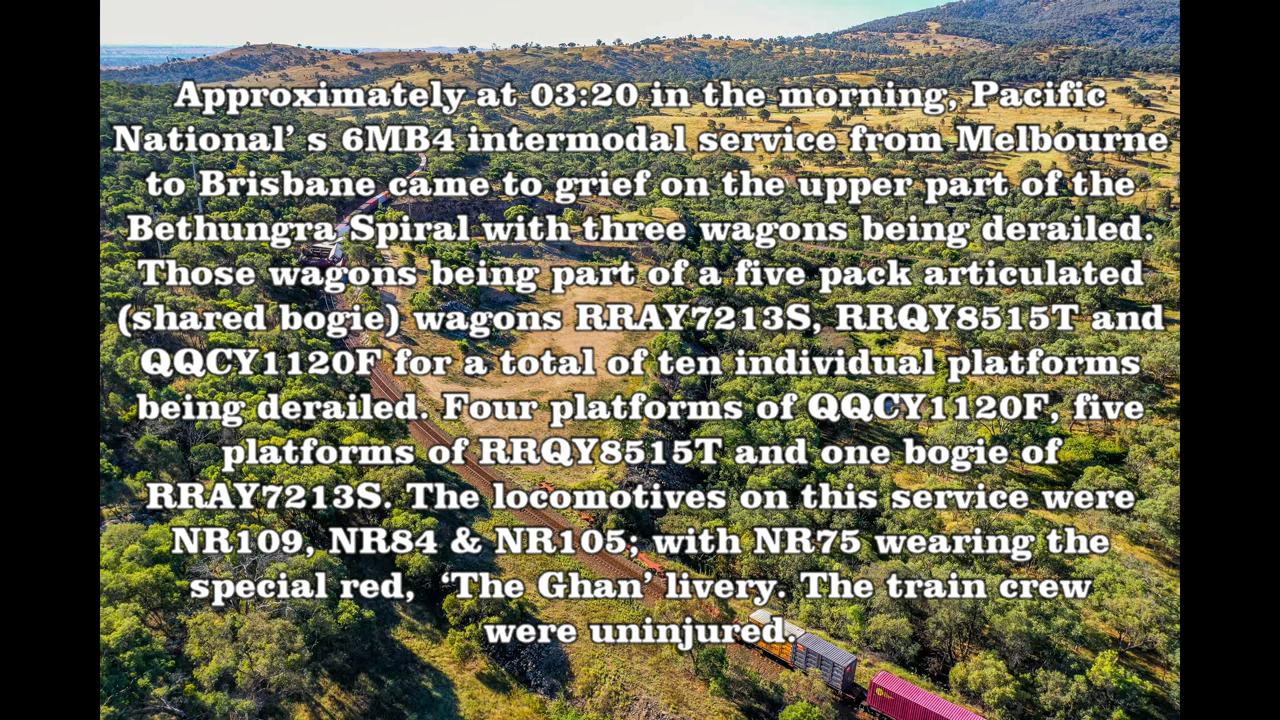 Approximately at 03:20 in the morning, Pacific
National’ s 6MB4 intermodal service from Melbourne
to Brisbane came to grief on the upper part of the
Bethungra Spiral with three wagons being derailed.
Those wagons being part of a five pack articulated
(shared bogie) wagons RRAY7213S, RRQY8515T and
QQCY1120F for a total of ten individual platforms
being derailed. Four platforms of QQCY1120F, five
platforms of RRQY8515T and one bogie of
RRAY7213S. The locomotives on this service were
NR109, NR84 & NR105; with NR75 wearing the
special red, ‘The Ghan’ livery. The train crew
were uninjured.